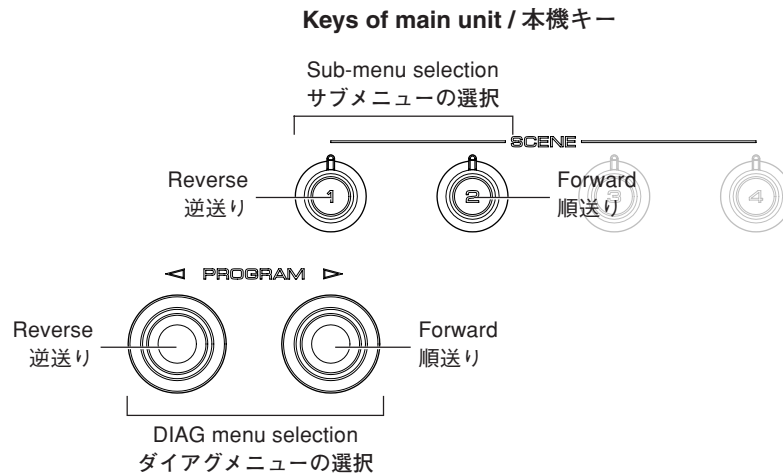 Keys of main unit / 本機キー
Sub-menu selection
サブメニューの選択
SCENE
Reverse
逆送り
1
2
Forward
順送り
3
4
◁ PROGRAM ▷
Reverse
逆送り
Forward
順送り
DIAG menu selection
ダイアグメニューの選択